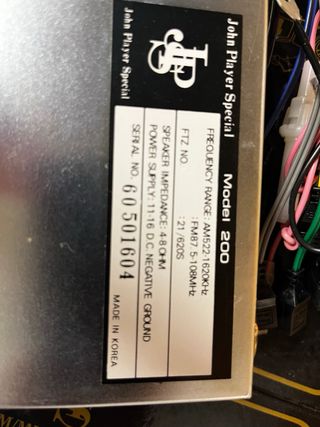 John Player Special
JPS
John Player Special
Model 200
FREQUENCY RANGE: AM522-1620KHz
: FM87.5-108MHz
FTZ. NO. : 21/620S
SPEAKER IMPEDANCE: 4-8 OHM
POWER SUPPLY: 11-16 D.C. NEGATIVE GROUND
SERIAL NO. 60501604
MADE IN KOREA